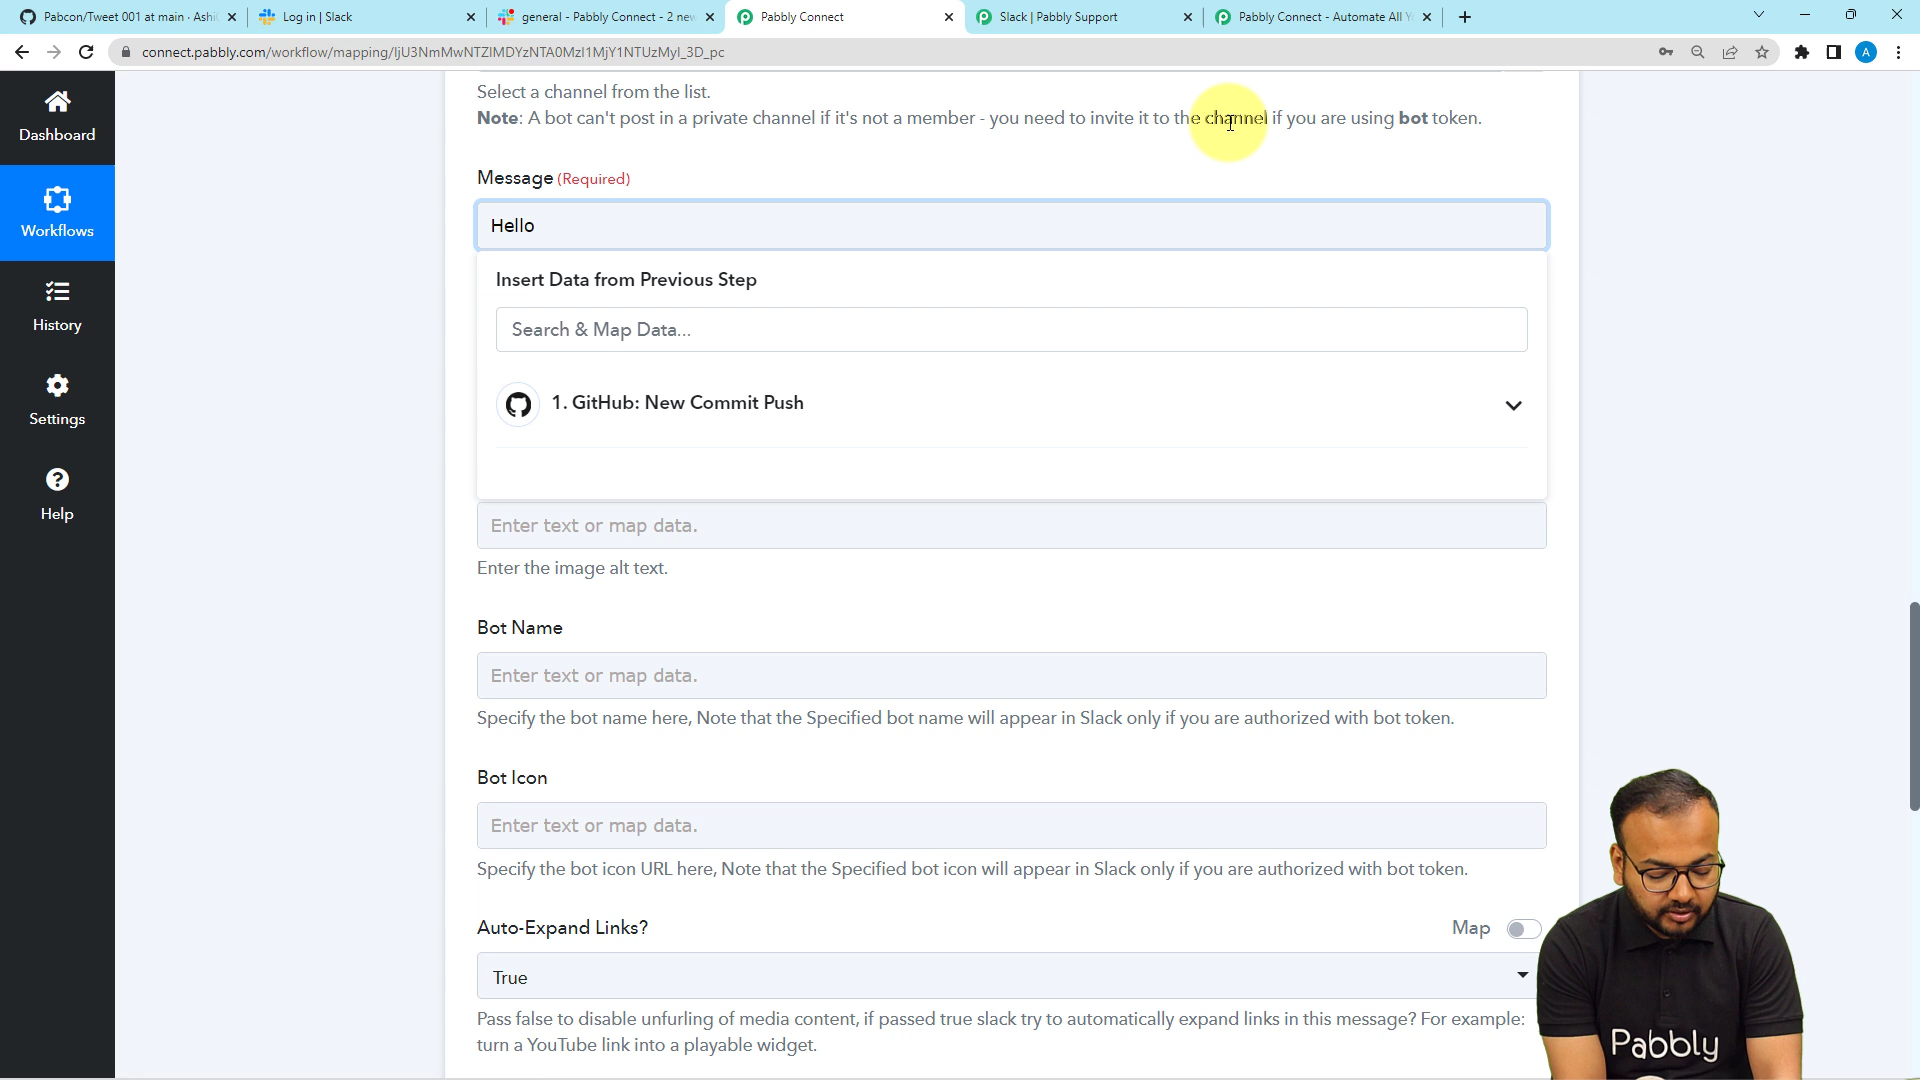 Pabcon/Tweet 001 at main · Ashi
Log in | Slack
general - Pabbly Connect - 2 new
Pabbly Connect
Slack | Pabbly Support
Pabbly Connect - Automate All Y
connect.pabbly.com/workflow/mapping/IjU3NmMwNTZlMDYzNTA0MzI1MjY1NTUzMyI_3D_pc
A
Dashboard
Workflows
History
Settings
Help
Select a channel from the list.
Note: A bot can't post in a private channel if it's not a member - you need to invite it to the channel if you are using bot token.
Message (Required)
Hello
Insert Data from Previous Step
Search & Map Data...
1. GitHub: New Commit Push
Enter text or map data.
Enter the image alt text.
Bot Name
Enter text or map data.
Specify the bot name here, Note that the Specified bot name will appear in Slack only if you are authorized with bot token.
Bot Icon
Enter text or map data.
Specify the bot icon URL here, Note that the Specified bot icon will appear in Slack only if you are authorized with bot token.
Auto-Expand Links?
Map
True
Pass false to disable unfurling of media content, if passed true slack try to automatically expand links in this message? For example:
turn a YouTube link into a playable widget.
Pabbly